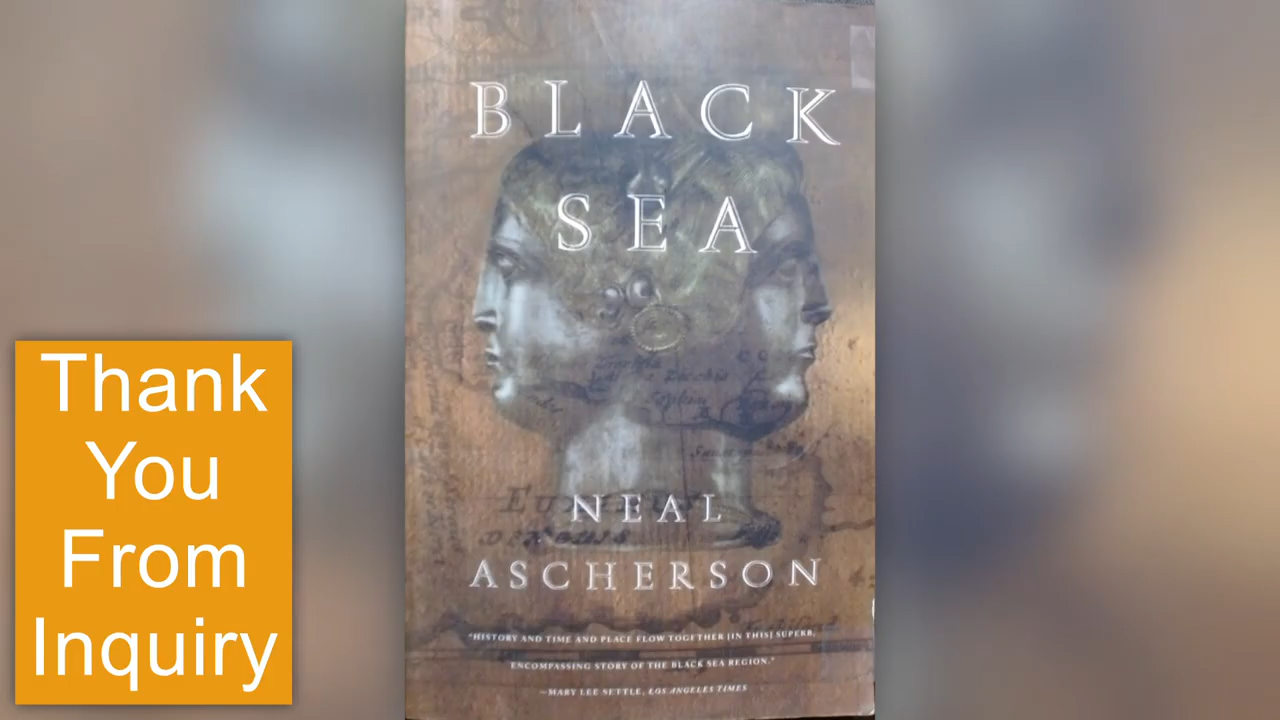 BLACK
SEA
NEAL
ASCHERSON
"HISTORY AND TIME AND PLACE FLOW TOGETHER [IN THIS] SUPERB,
ENCOMPASSING STORY OF THE BLACK SEA REGION."
—MARY LEE SETTLE, LOS ANGELES TIMES
Thank
You
From
Inquiry